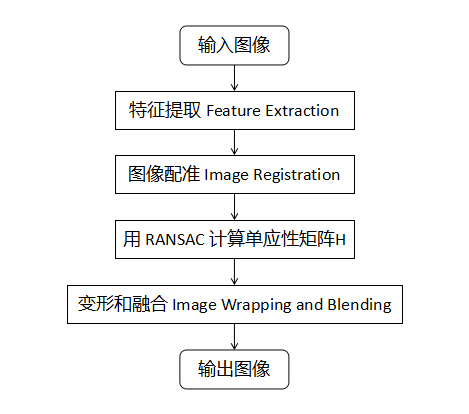 输入图像
特征提取 Feature Extraction
图像配准 Image Registration
用 RANSAC 计算单应性矩阵H
变形和融合 Image Wrapping and Blending
输出图像